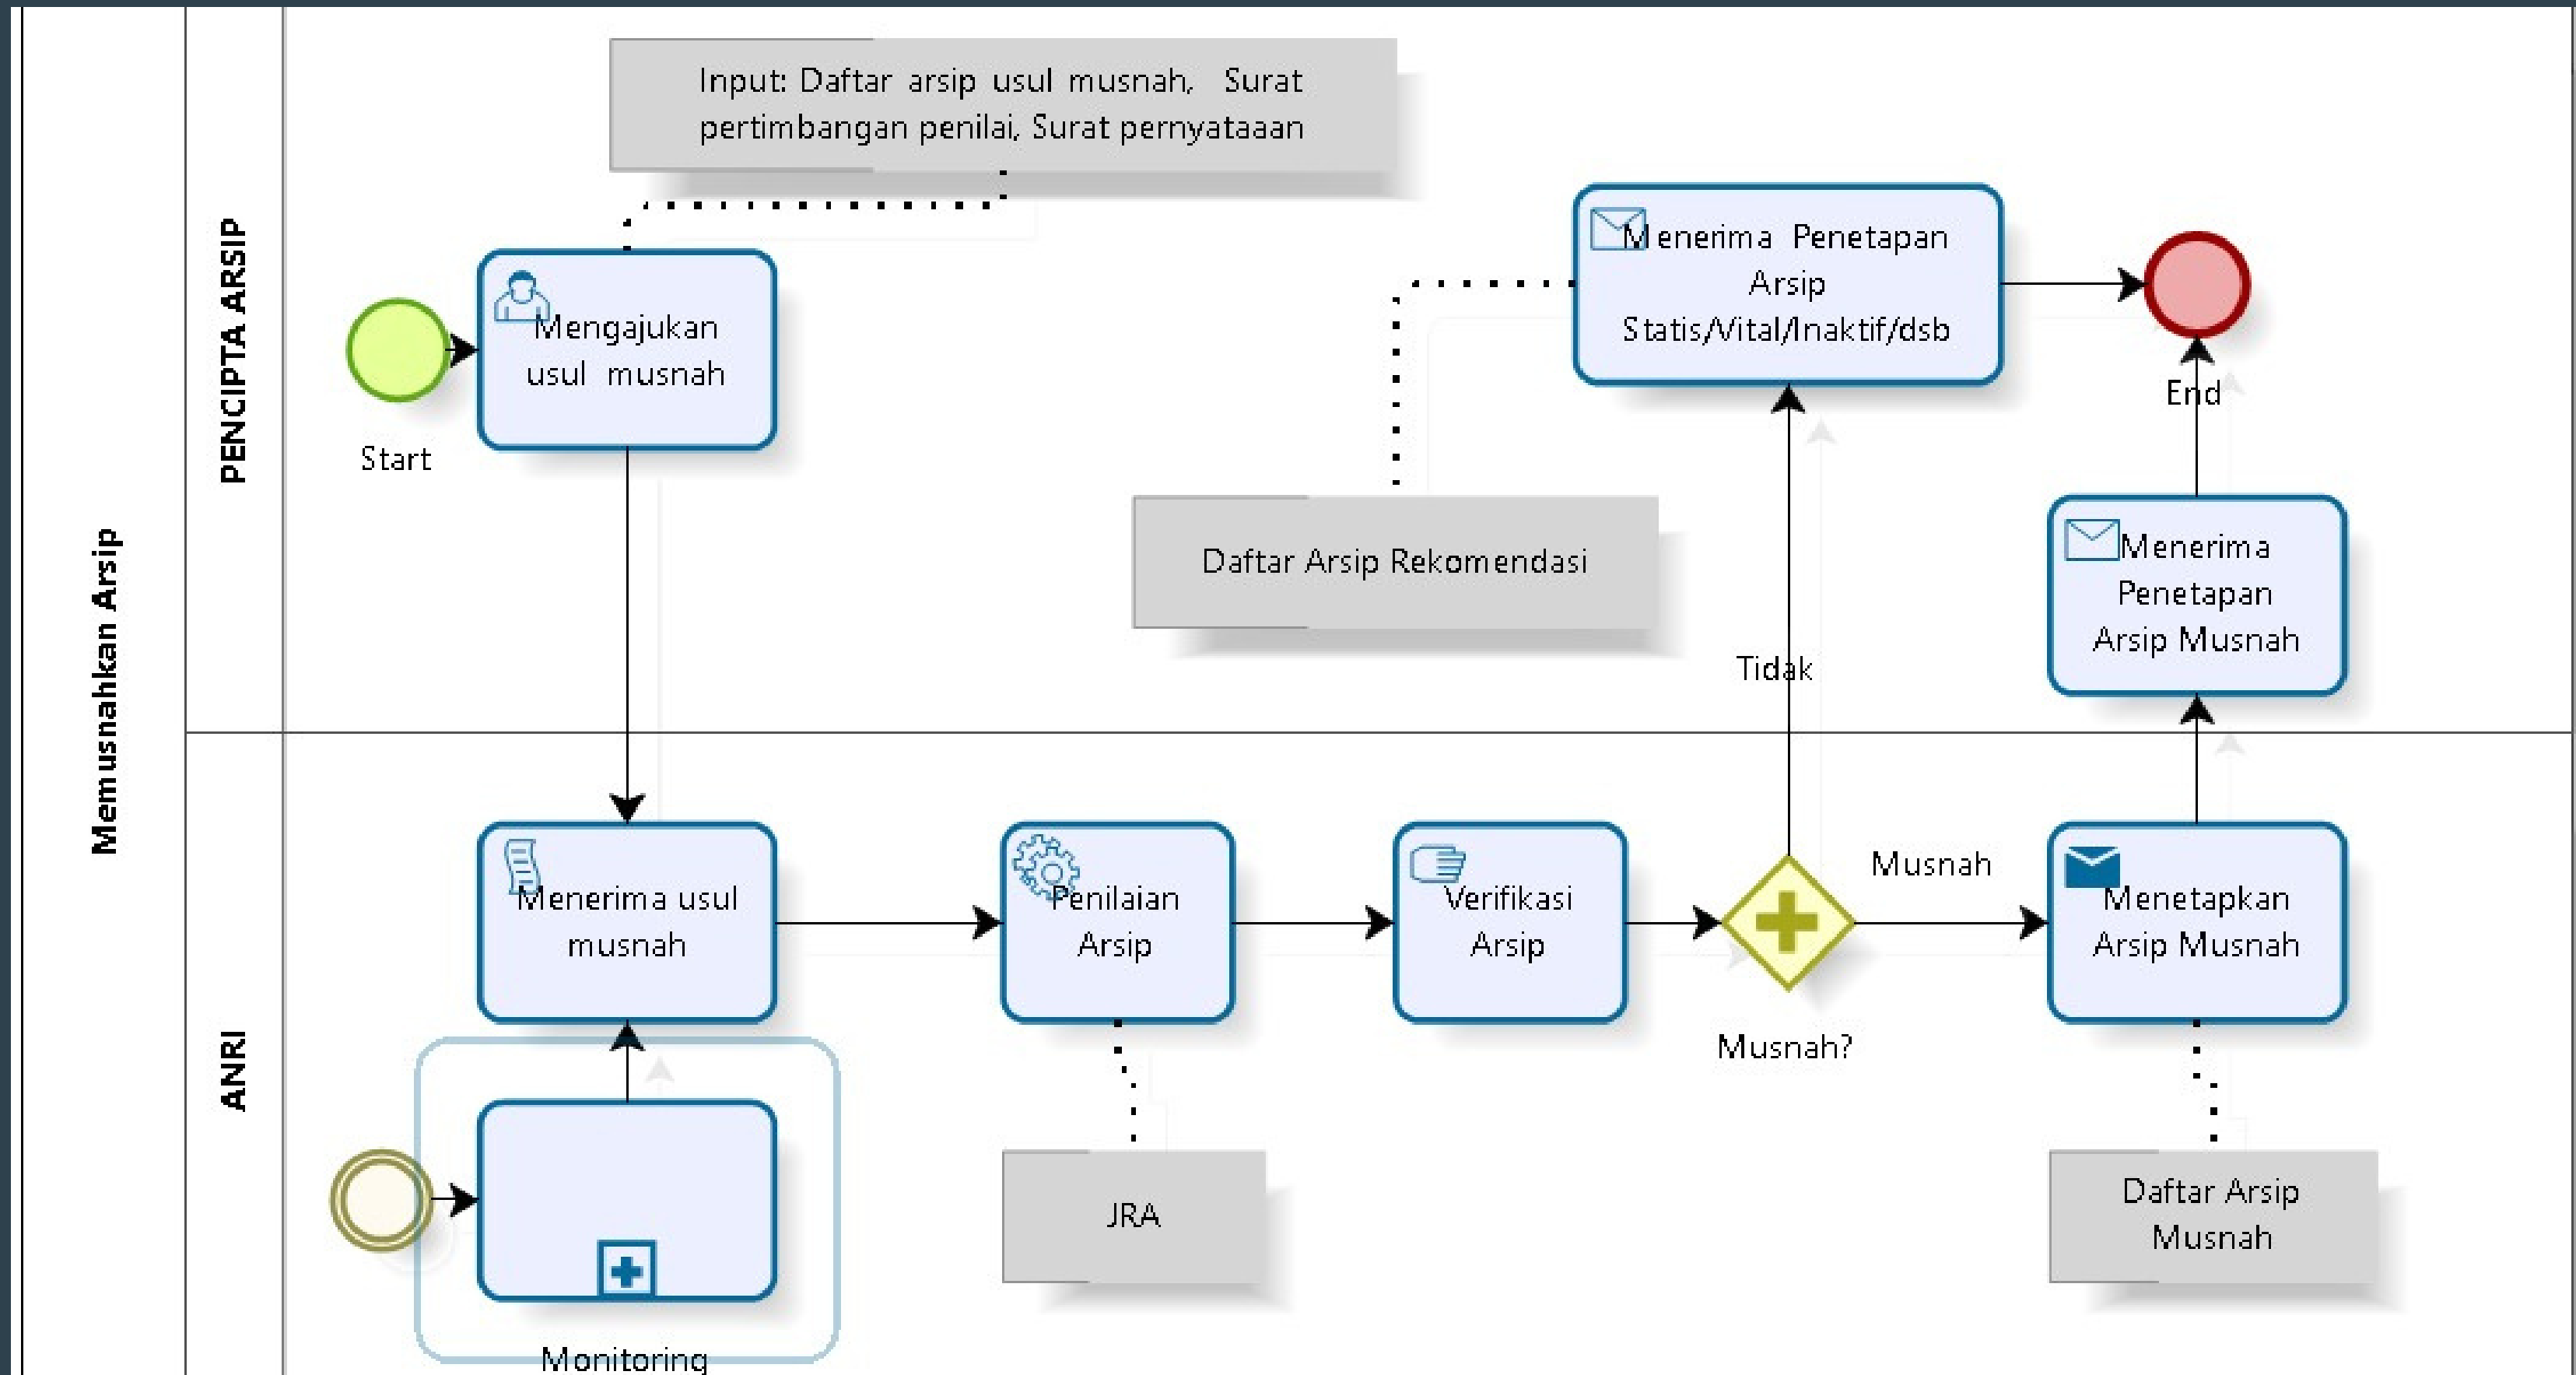 Memusnahkan Arsip
PENCIPTA ARSIP
Input: Daftar arsip usul musnah, Surat
pertimbangan penilai, Surat pernyataaan
Start
Mengajukan
usul musnah
Menerima Penetapan
Arsip
Statis/Vital/Inaktif/dsb
End
Daftar Arsip Rekomendasi
Menerima
Penetapan
Arsip Musnah
Tidak
ANRI
Menerima usul
musnah
Penilaian
Arsip
Verifikasi
Arsip
Musnah?
Musnah
Menetapkan
Arsip Musnah
Monitoring
JRA
Daftar Arsip
Musnah